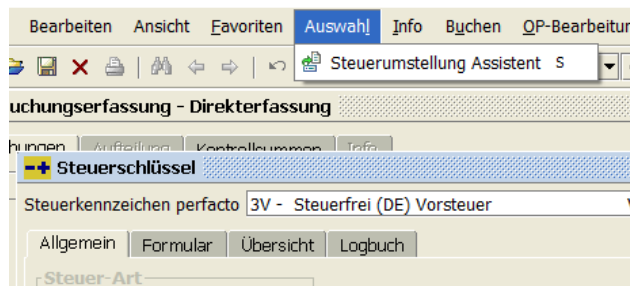 Bearbeiten Ansicht Favoriten Auswahl Info Buchen OP-Bearbeitun
Steuerumstellung Assistent S
uchungserfassung - Direkterfassung
hungen Aufteilung Kontrollsummen Info
Steuerschlüssel
Steuerkennzeichen perfacto 3V - Steuerfrei (DE) Vorsteuer
Allgemein Formular Übersicht Logbuch
Steuer-Art